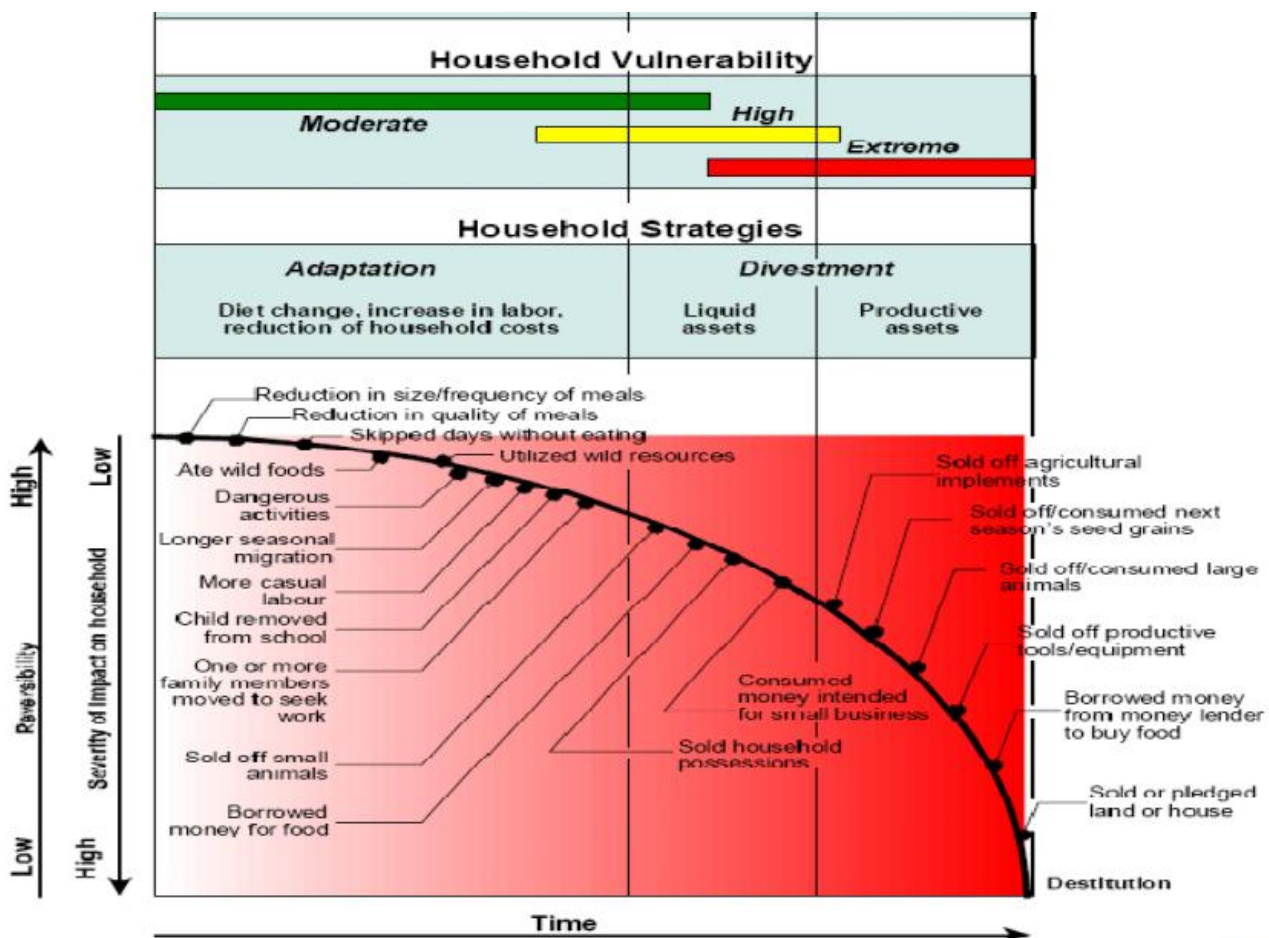 Household Vulnerability
Moderate
High
Extreme
Household Strategies
Adaptation
Divestment
Diet change, increase in labor,
reduction of household costs
Liquid
assets
Productive
assets
Reduction in size/frequency of meals
Reduction in quality of meals
Skipped days without eating
Utilized wild resources
Ate wild foods
Dangerous
activities
Longer seasonal
migration
More casual
labour
Child removed
from school
One or more
family members
moved to seek
work
Sold off small
animals
Borrowed
money for food
Consumed
money intended
for small business
Sold household
possessions
Sold off agricultural
implements
Sold off/consumed next
season's seed grains
Sold off/consumed large
animals
Sold off productive
tools/equipment
Borrowed money
from money lender
to buy food
Sold or pledged
land or house
Destitution
High
Reversibility
Low
Low
Severity of Impact on household
High
Time